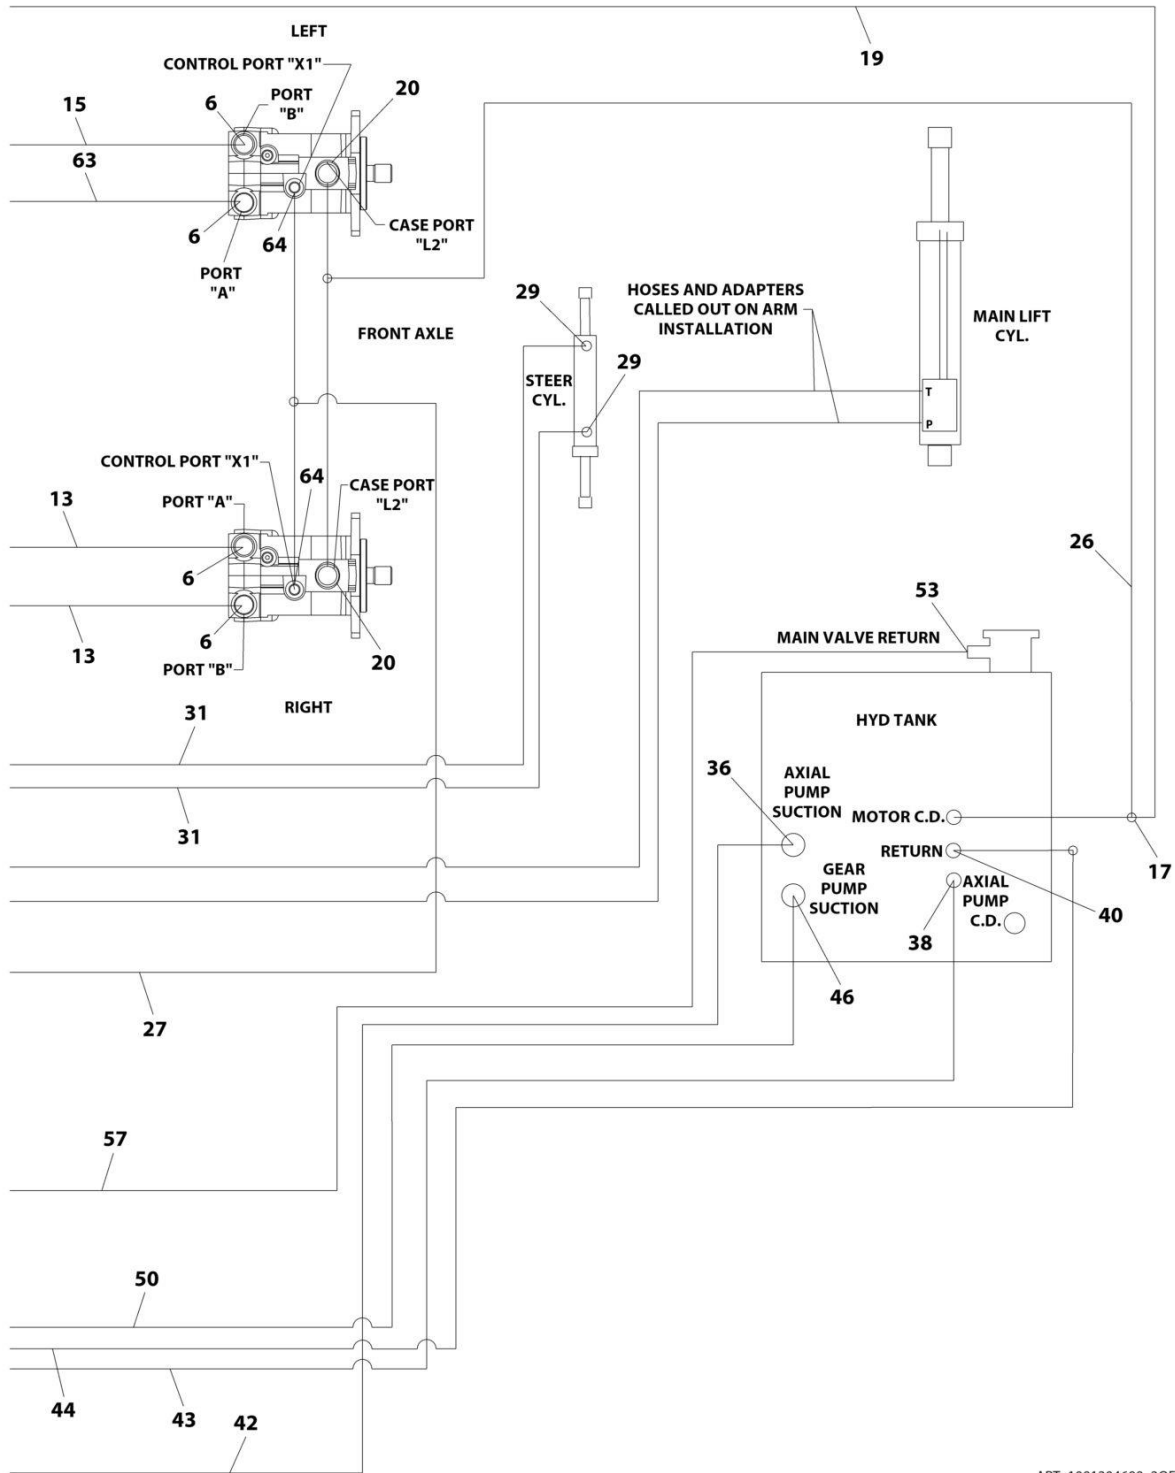 19
LEFT
CONTROL PORT "X1"
PORT
"B"
20
15
6
63
6
64
CASE PORT
"L2"
PORT
"A"
FRONT AXLE
29
29
STEER
CYL.
HOSES AND ADAPTERS
CALLED OUT ON ARM
INSTALLATION
MAIN LIFT
CYL.
T
P
CONTROL PORT "X1"
64
CASE PORT
"L2"
13
PORT "A"
6
6
13
PORT "B"
20
RIGHT
26
53
MAIN VALVE RETURN
HYD TANK
31
31
36
AXIAL
PUMP
SUCTION
MOTOR C.D.
RETURN
GEAR
PUMP
SUCTION
AXIAL
PUMP
C.D.
17
40
38
46
27
57
50
44
43
42